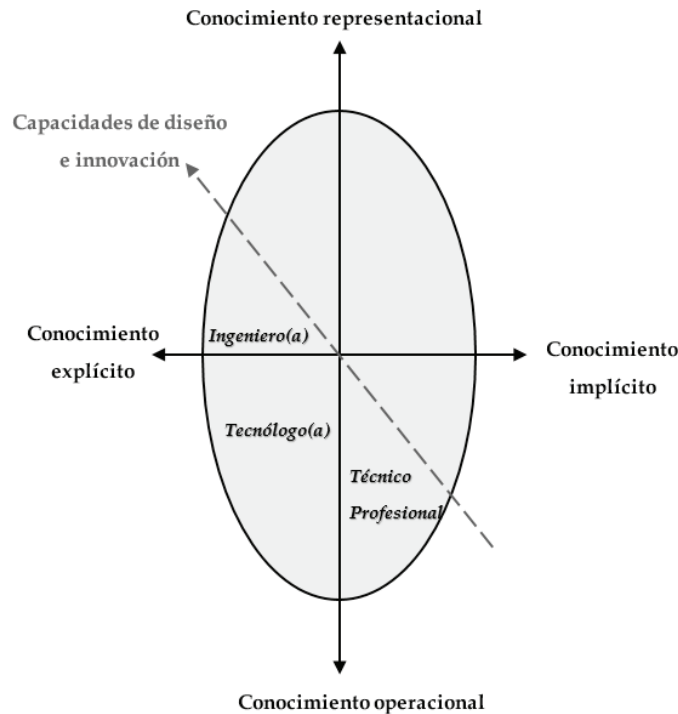 Conocimiento representacional
Capacidades de diseño
e innovación
Ingeniero(a)
Conocimiento
explícito
Conocimiento
implícito
Tecnólogo(a)
Técnico
Profesional
Conocimiento operacional